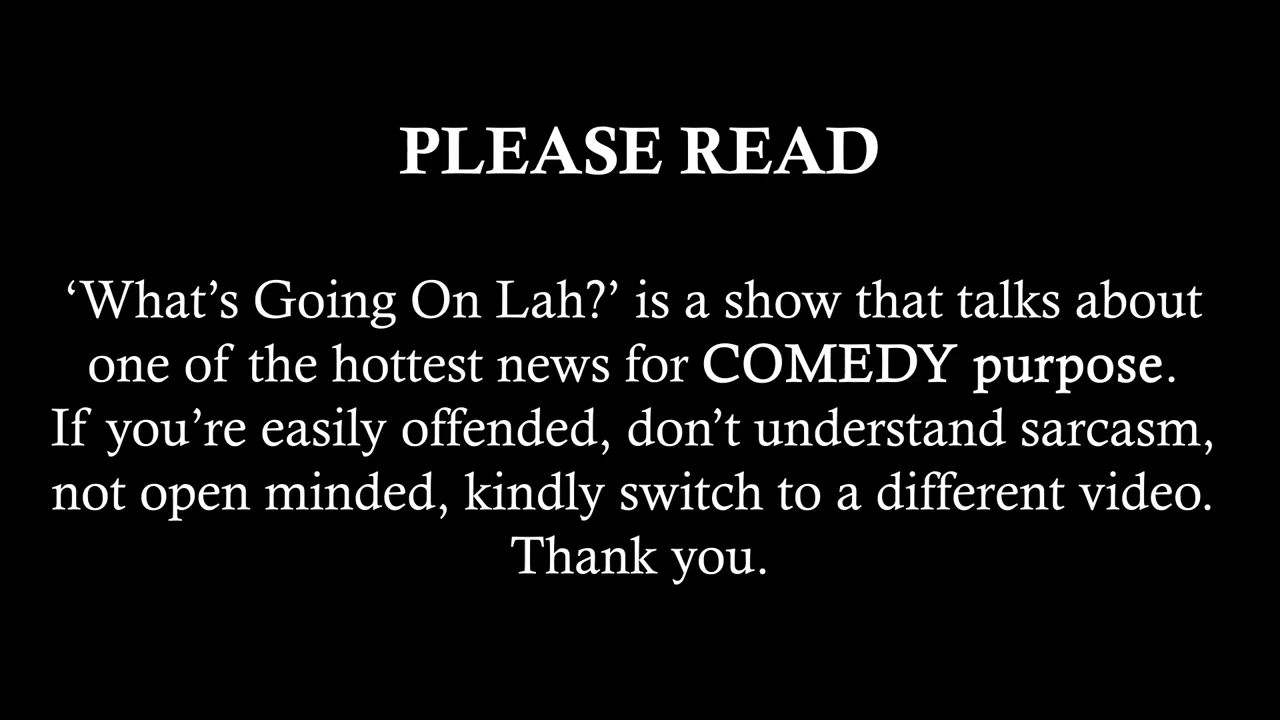 PLEASE READ
‘What’s Going On Lah?’ is a show that talks about
one of the hottest news for COMEDY purpose.
If you’re easily offended, don’t understand sarcasm,
not open minded, kindly switch to a different video.
Thank you.